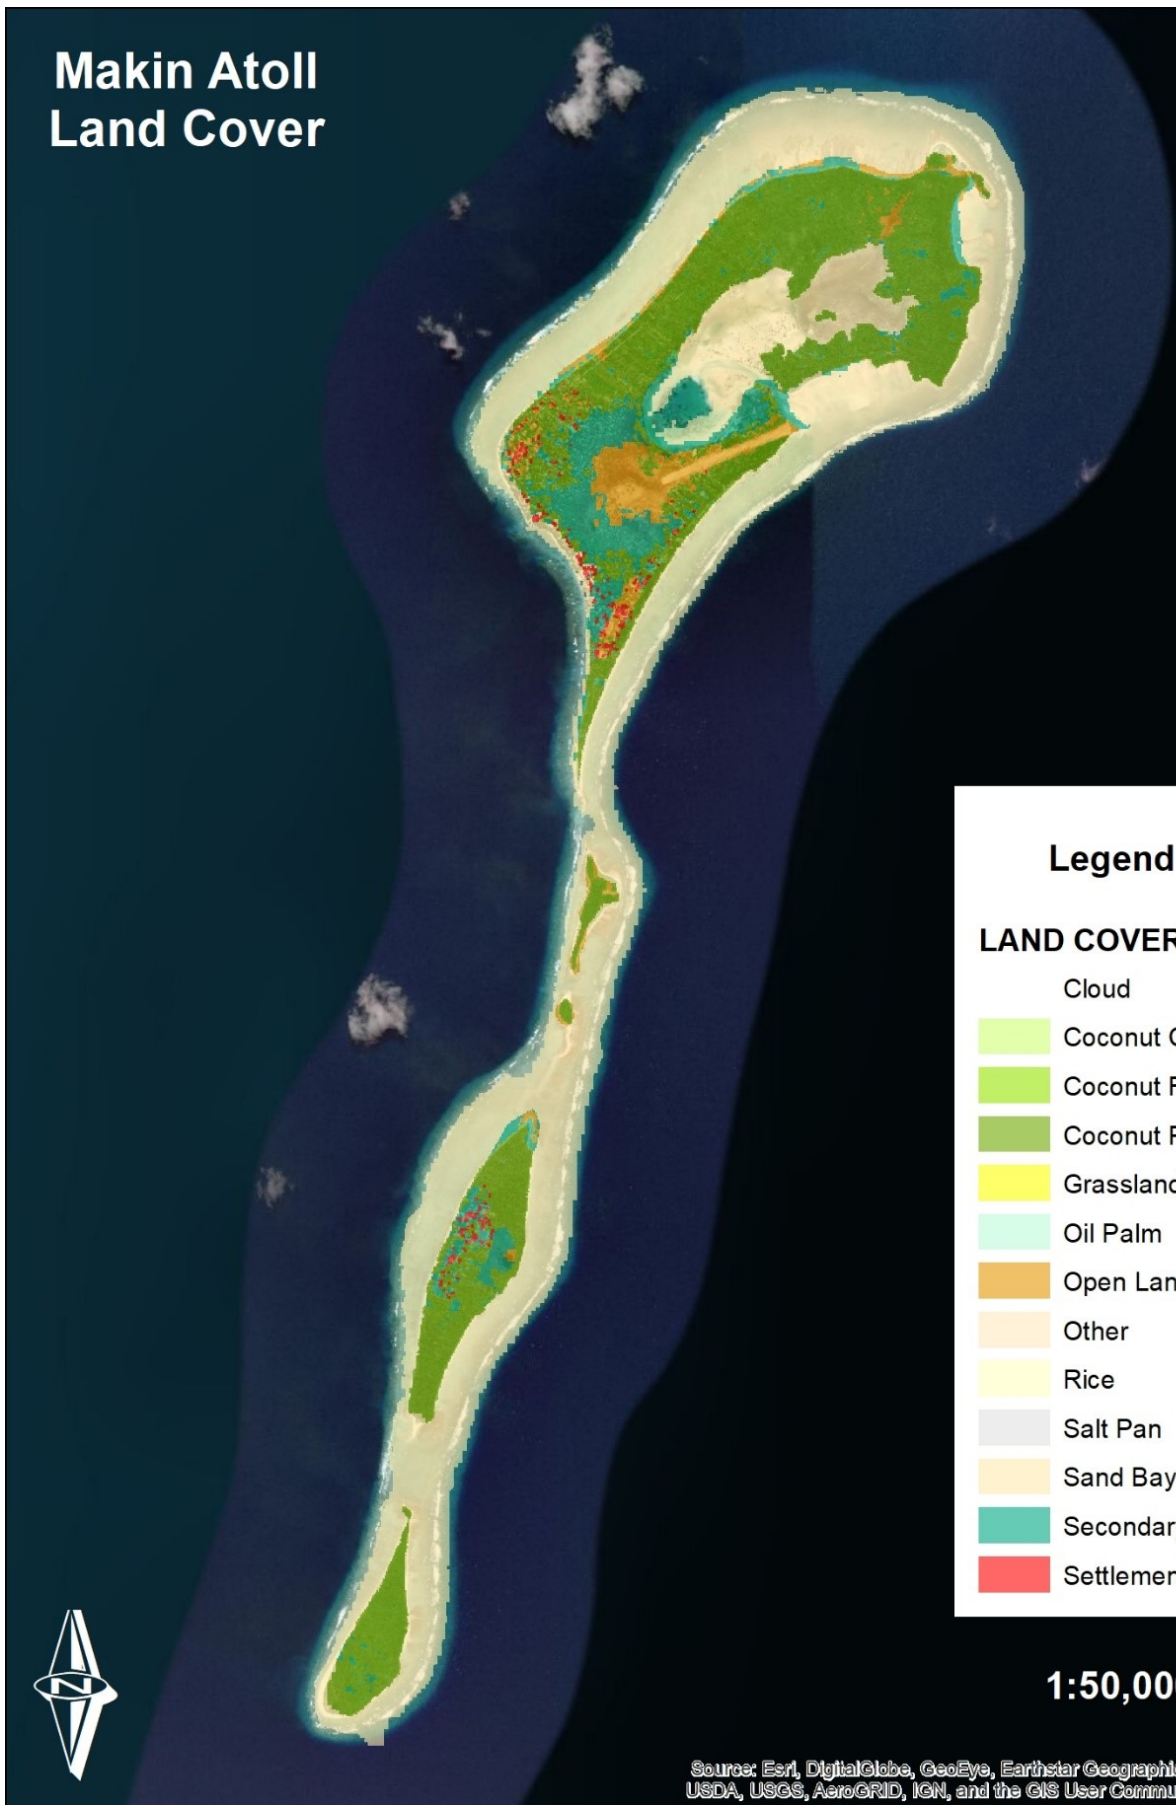 Makin Atoll
Land Cover
Legend
LAND COVER
Cloud
Coconut
Coconut
Coconut
Grassland
Oil Palm
Open Lan
Other
Rice
Salt Pan
Sand Bay
Secondar
Settlemen
1:50,00
N
Source: Esri, DigitalGlobe, GeoEye, Earthstar Geographic
USDA, USGS, AeroGRID, IGN, and the GIS User Commu